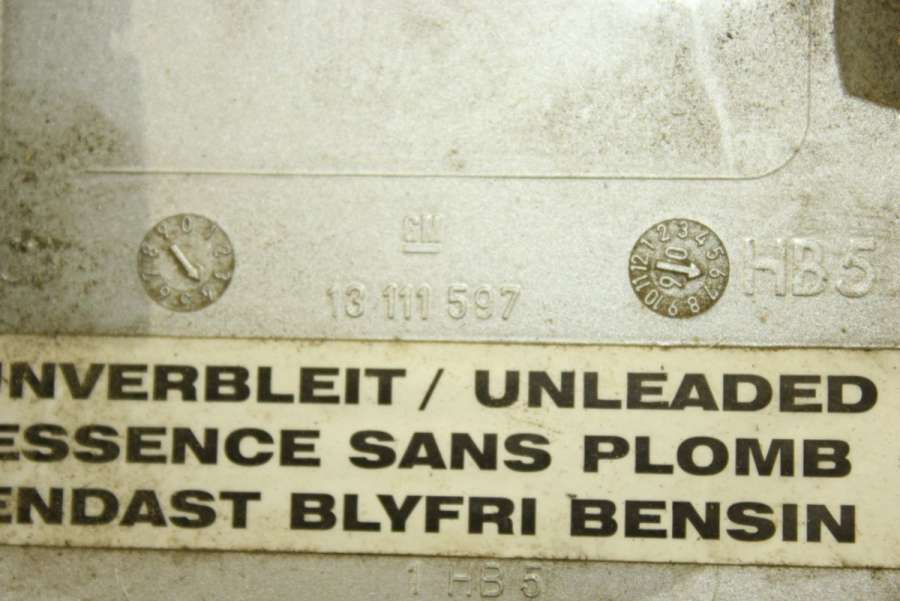 GM
13 111 597
HB5
UNVERBLEIT / UNLEADED
ESSENCE SANS PLOMB
ENDAST BLYFRI BENSIN
1 HB 5